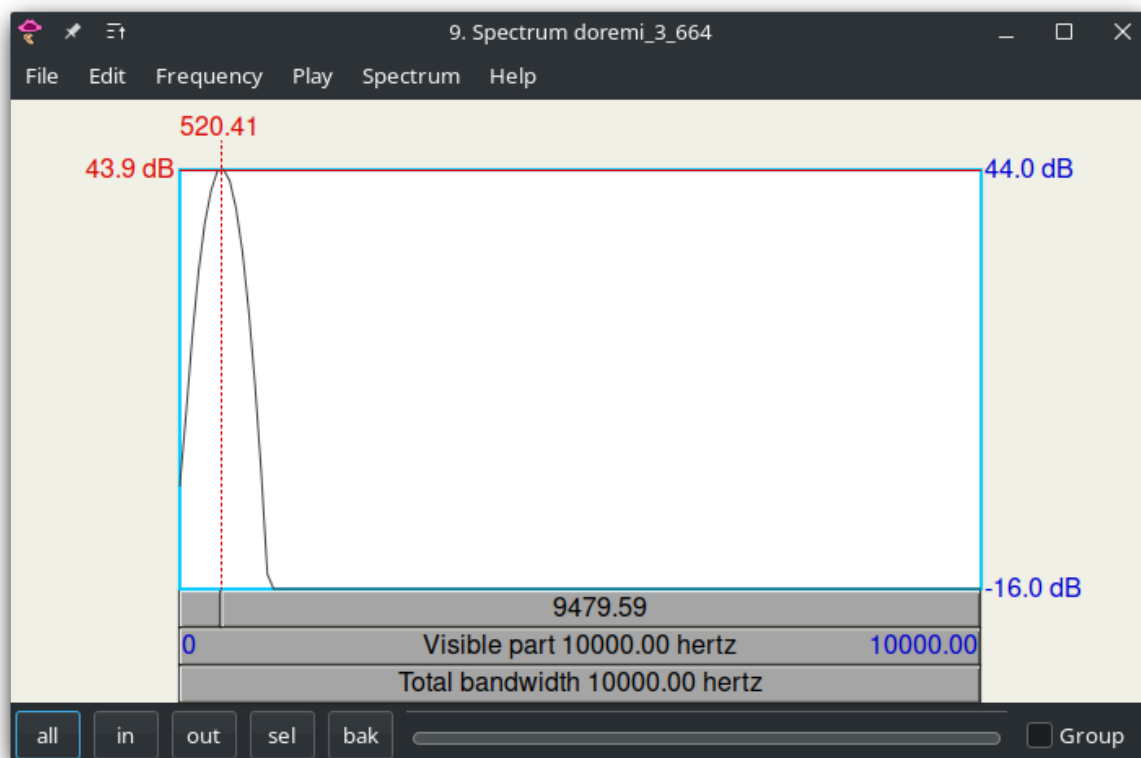 9. Spectrum doremi_3_664
File Edit Frequency Play Spectrum Help
520.41
43.9 dB 44.0 dB
-16.0 dB
9479.59
0 Visible part 10000.00 hertz 10000.00
Total bandwidth 10000.00 hertz
all in out sel bak Group